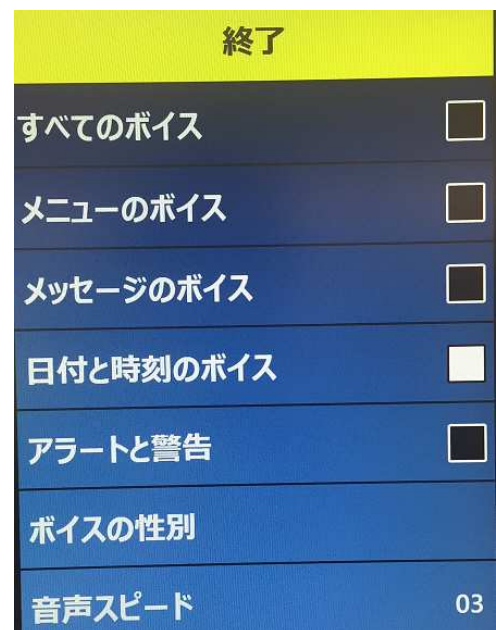 終了
すべてのボイス
メニューのボイス
メッセージのボイス
日付と時刻のボイス
アラートと警告
ボイスの性別
音声スピード 03